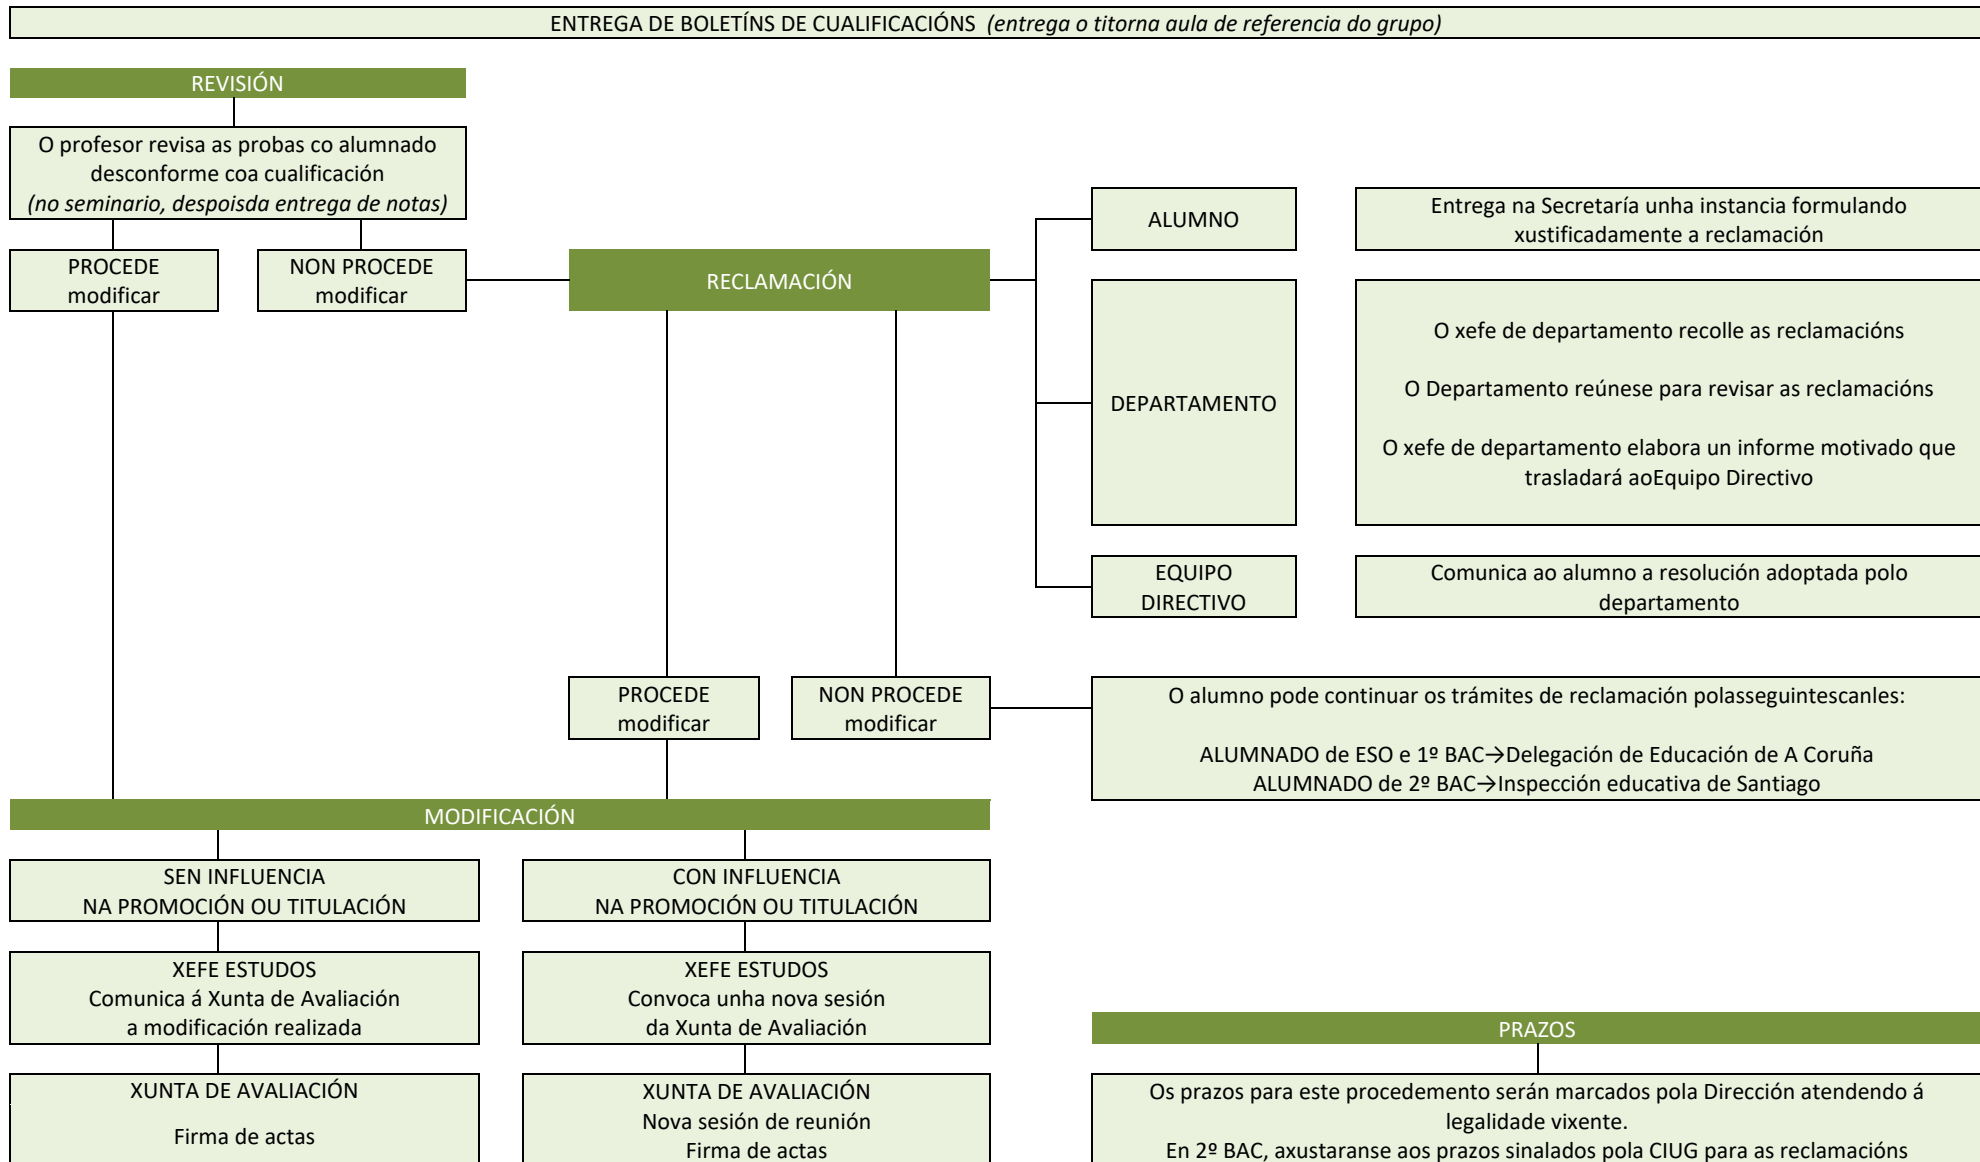 ENTREGA DE BOLETÍNS DE CUALIFICACIÓNS (entrega o titorna aula de referencia do grupo)
REVISIÓN
O profesor revisa as probas co alumnado
desconforme coa cualificación
(no seminario, despoisda entrega de notas)
PROCEDE
modificar
NON PROCEDE
modificar
RECLAMACIÓN
ALUMNO
Entrega na Secretaría unha instancia formulando
xustificadamente a reclamación
DEPARTAMENTO
O xefe de departamento recolle as reclamacións
O Departamento reúnese para revisar as reclamacións
O xefe de departamento elabora un informe motivado que
trasladará aoEquipo Directivo
EQUIPO
DIRECTIVO
Comunica ao alumno a resolución adoptada polo
departamento
PROCEDE
modificar
NON PROCEDE
modificar
O alumno pode continuar os trámites de reclamación polasseguintescanles:
ALUMNADO de ESO e 1º BAC→Delegación de Educación de A Coruña
ALUMNADO de 2º BAC→Inspección educativa de Santiago
MODIFICACIÓN
SEN INFLUENCIA
NA PROMOCIÓN OU TITULACIÓN
CON INFLUENCIA
NA PROMOCIÓN OU TITULACIÓN
XEFE ESTUDOS
Comunica á Xunta de Avaliación
a modificación realizada
XEFE ESTUDOS
Convoca unha nova sesión
da Xunta de Avaliación
XUNTA DE AVALIACIÓN
Firma de actas
XUNTA DE AVALIACIÓN
Nova sesión de reunión
Firma de actas
PRAZOS
Os prazos para este procedemento serán marcados pola Dirección atendendo á
legalidade vixente.
En 2º BAC, axustaranse aos prazos sinalados pola CIUG para as reclamacións